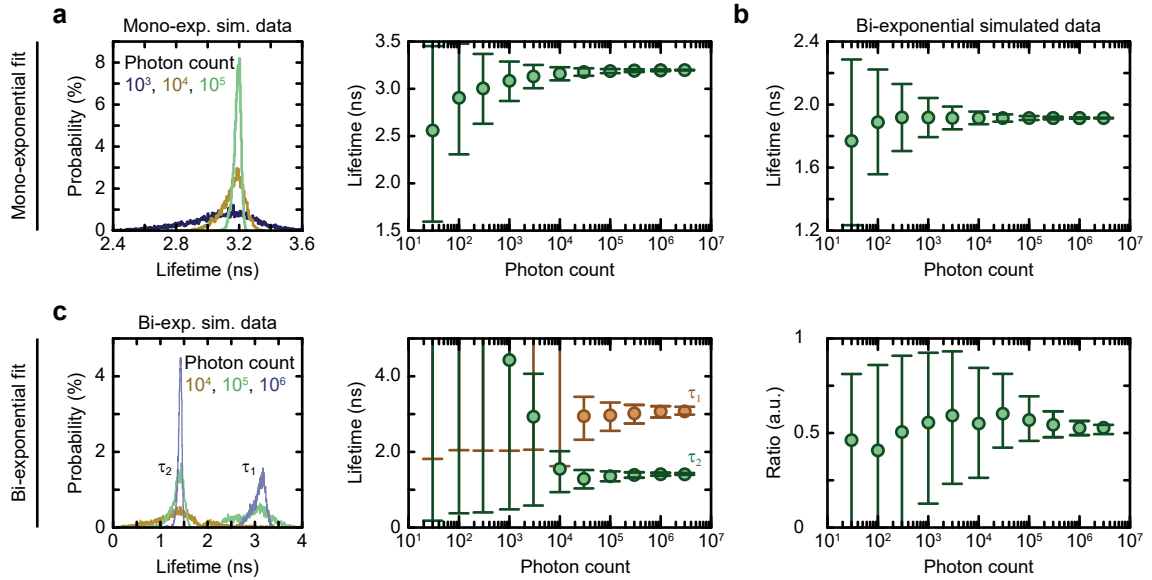 a
b
Mono-exp. sim. data
Bi-exponential simulated data
Mono-exponential fit
Probability (%)
8
6
4
2
0
Photon count
10³, 10⁴, 10⁵
2.4 2.8 3.2 3.6
Lifetime (ns)
Lifetime (ns)
3.5
3.0
2.5
2.0
1.5
10¹ 10² 10³ 10⁴ 10⁵ 10⁶ 10⁷
Photon count
Lifetime (ns)
2.4
2.0
1.6
1.2
10¹ 10² 10³ 10⁴ 10⁵ 10⁶ 10⁷
Photon count
c
Bi-exp. sim. data
Bi-exponential fit
Probability (%)
4
2
0
Photon count
10⁴, 10⁵, 10⁶
τ₂ τ₁
0 1 2 3 4
Lifetime (ns)
Lifetime (ns)
4.0
2.0
0
τ₁
τ₂
10¹ 10² 10³ 10⁴ 10⁵ 10⁶ 10⁷
Photon count
Ratio (a.u.)
1
0.5
0
10¹ 10² 10³ 10⁴ 10⁵ 10⁶ 10⁷
Photon count